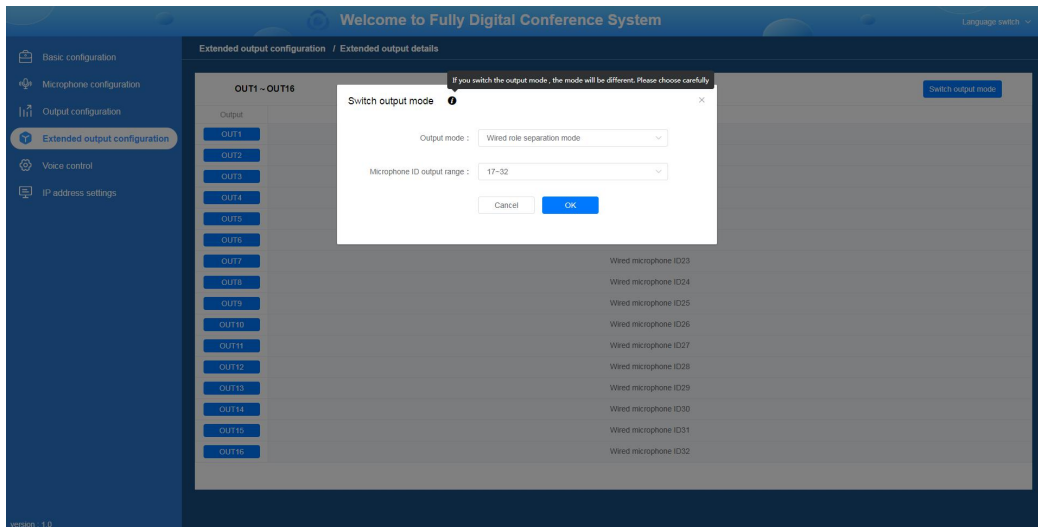 Welcome to Fully Digital Conference System
Language switch
Basic configuration
Microphone configuration
Output configuration
Extended output configuration
Voice control
IP address settings
version : 1.0
Extended output configuration / Extended output details
OUT1~OUT16
Switch output mode
If you switch the output mode , the mode will be different. Please choose carefully
Switch output mode
Output mode : Wired role separation mode
Microphone ID output range : 17~32
Cancel OK
Output
OUT1
OUT2
OUT3
OUT4
OUT5
OUT6
OUT7 Wired microphone ID23
OUT8 Wired microphone ID24
OUT9 Wired microphone ID25
OUT10 Wired microphone ID26
OUT11 Wired microphone ID27
OUT12 Wired microphone ID28
OUT13 Wired microphone ID29
OUT14 Wired microphone ID30
OUT15 Wired microphone ID31
OUT16 Wired microphone ID32